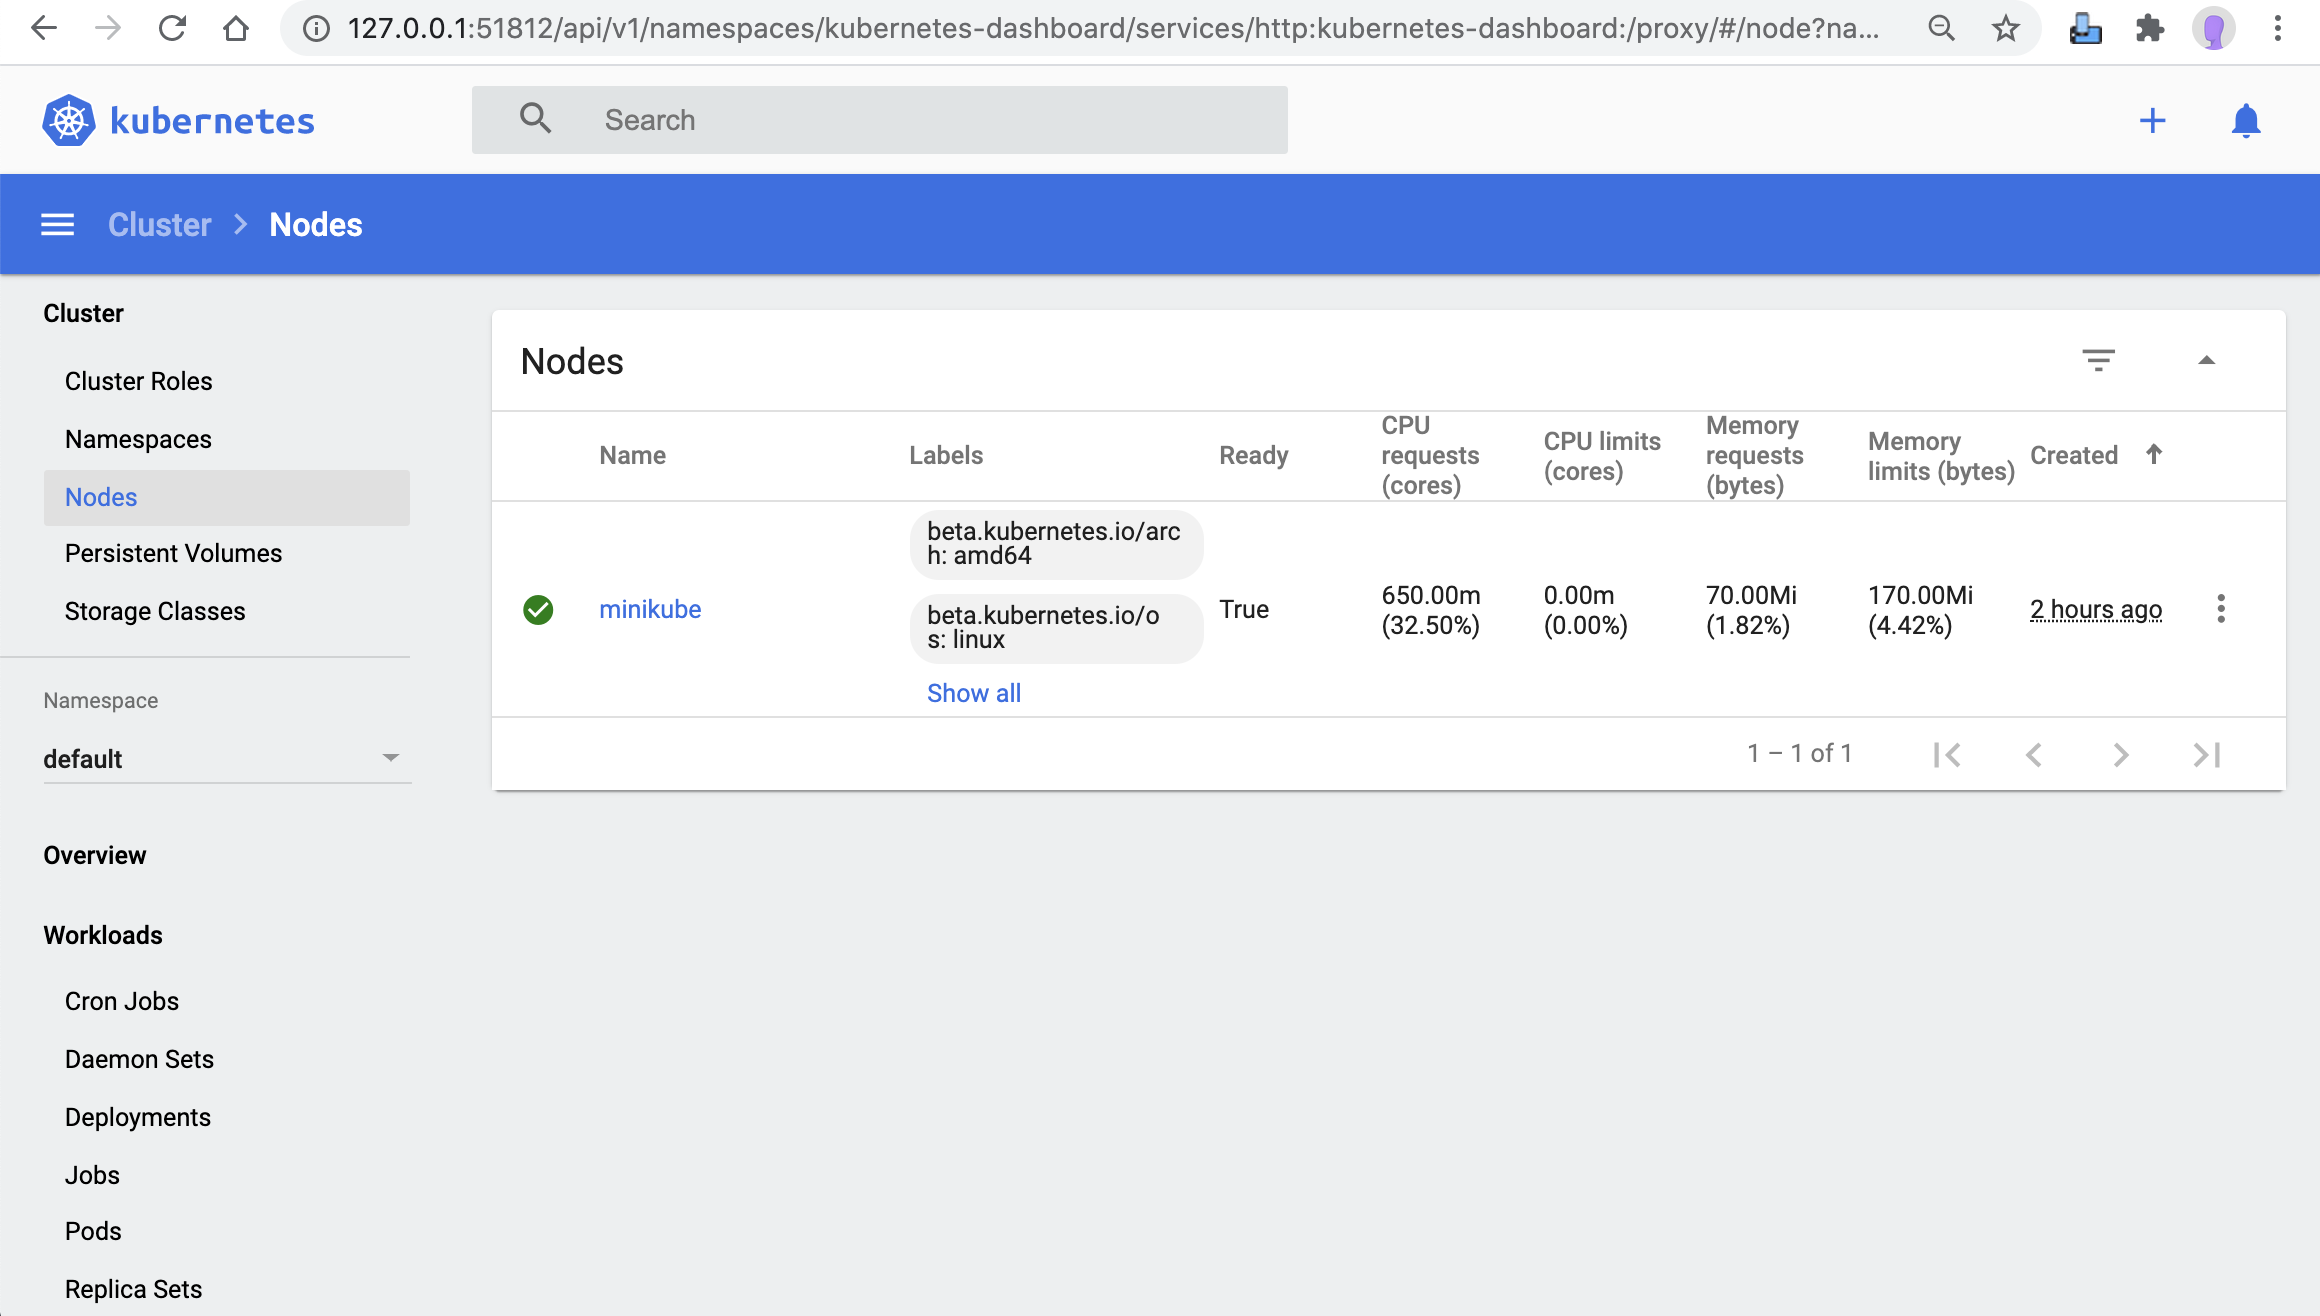 127.0.0.1:51812/api/v1/namespaces/kubernetes-dashboard/services/http:kubernetes-dashboard:/proxy/#/node?na...
kubernetes
Search
Cluster
Nodes
Cluster
Cluster Roles
Namespaces
Nodes
Persistent Volumes
Storage Classes
Namespace
default
Overview
Workloads
Cron Jobs
Daemon Sets
Deployments
Jobs
Pods
Replica Sets
Nodes
Name
Labels
Ready
CPU
requests
(cores)
CPU limits
(cores)
Memory
requests
(bytes)
Memory
limits (bytes)
Created
minikube
beta.kubernetes.io/arc
h: amd64
beta.kubernetes.io/o
s: linux
Show all
True
650.00m
(32.50%)
0.00m
(0.00%)
70.00Mi
(1.82%)
170.00Mi
(4.42%)
2 hours ago
1 – 1 of 1